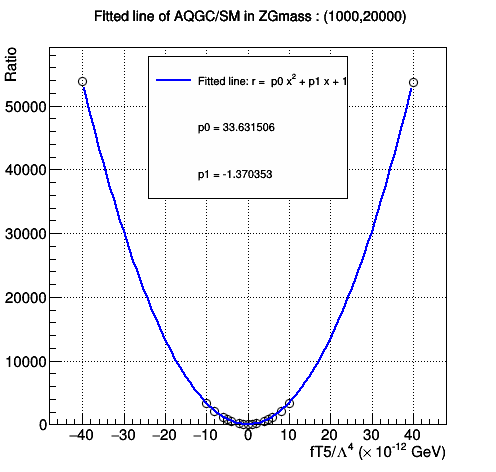 FItted line of AQGC/SM in ZGmass : (1000,20000)
Ratio
Fitted line: r = p0 x² + p1 x + 1
p0 = 33.631506
p1 = -1.370353
50000
40000
30000
20000
10000
0
−40 −30 −20 −10 0 10 20 30 40
fT5/Λ⁴ (× 10⁻¹² GeV)